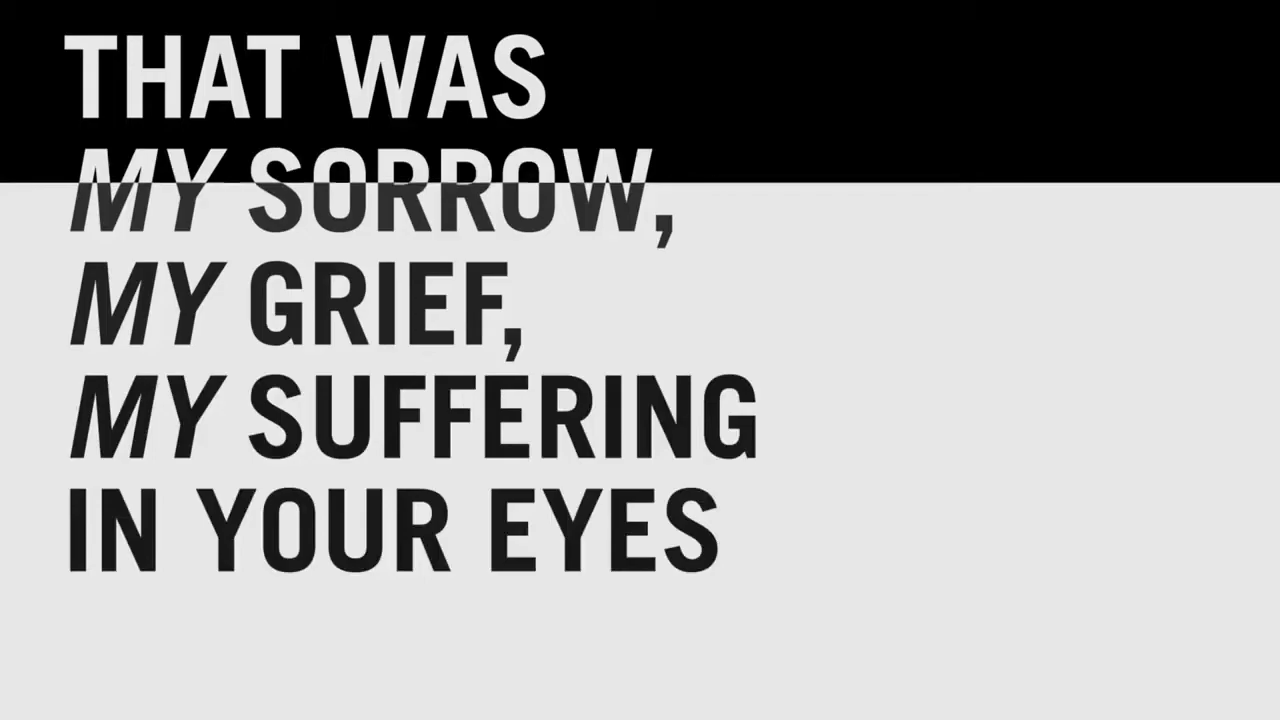 THAT WAS
MY SORROW,
MY GRIEF,
MY SUFFERING
IN YOUR EYES